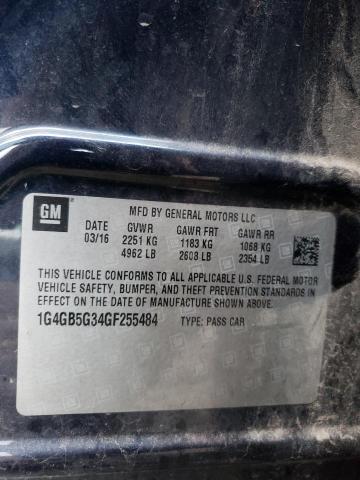 GM
MFD BY GENERAL MOTORS LLC
DATE GVWR GAWR FRT GAWR RR
03/16 2251 KG 1183 KG 1068 KG
4962 LB 2608 LB 2354 LB
THIS VEHICLE CONFORMS TO ALL APPLICABLE U.S. FEDERAL MOTOR
VEHICLE SAFETY, BUMPER, AND THEFT PREVENTION STANDARDS IN
EFFECT ON THE DATE OF MANUFACTURE SHOWN ABOVE.
1G4GB5G34GF255484 TYPE: PASS CAR